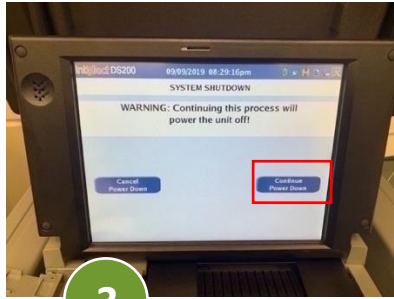 intElect DS200 09/09/2019 08:29:16pm
SYSTEM SHUTDOWN
WARNING: Continuing this process will
power the unit off!
Cancel Continue
Power Down Power Down